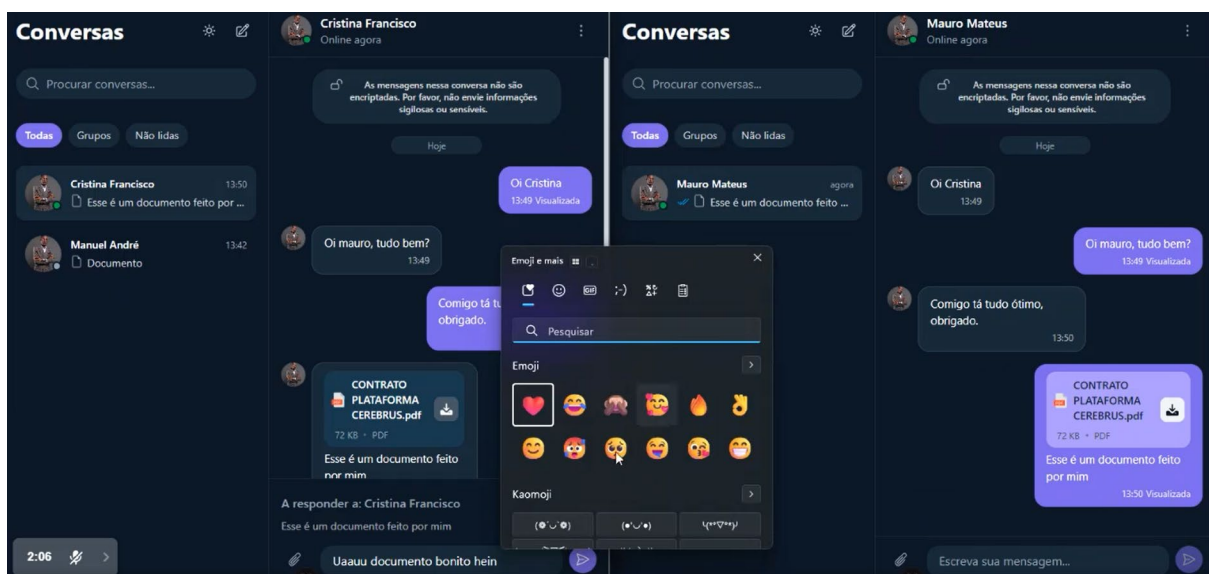 Conversas
Procurar conversas...
Todas
Grupos
Não lidas
Cristina Francisco
13:50
Esse é um documento feito por ...
Manuel André
13:42
Documento
2:06
Cristina Francisco
Online agora
As mensagens nessa conversa não são
encriptadas. Por favor, não envie informações
sigilosas ou sensíveis.
Hoje
Oi Cristina
13:49 Visualizada
Oi mauro, tudo bem?
13:49
Comigo tá
obrigado.
CONTRATO
PLATAFORMA
CEREBRUS.pdf
72 KB • PDF
Esse é um documento feito
por mim
A responder a: Cristina Francisco
Esse é um documento feito por mim
Uaauu documento bonito hein
Emoji e mais
GIF
;-)
Pesquisar
Emoji
Kaomoji
(❁´◡`❁)
(●'◡'●)
╰(*°▽°*)╯
Conversas
Procurar conversas...
Todas
Grupos
Não lidas
Mauro Mateus
agora
Esse é um documento feito ...
Mauro Mateus
Online agora
As mensagens nessa conversa não são
encriptadas. Por favor, não envie informações
sigilosas ou sensíveis.
Hoje
Oi Cristina
13:49
Oi mauro, tudo bem?
13:49 Visualizada
Comigo tá tudo ótimo,
obrigado.
13:50
CONTRATO
PLATAFORMA
CEREBRUS.pdf
72 KB • PDF
Esse é um documento feito
por mim
13:50 Visualizada
Escreva sua mensagem...